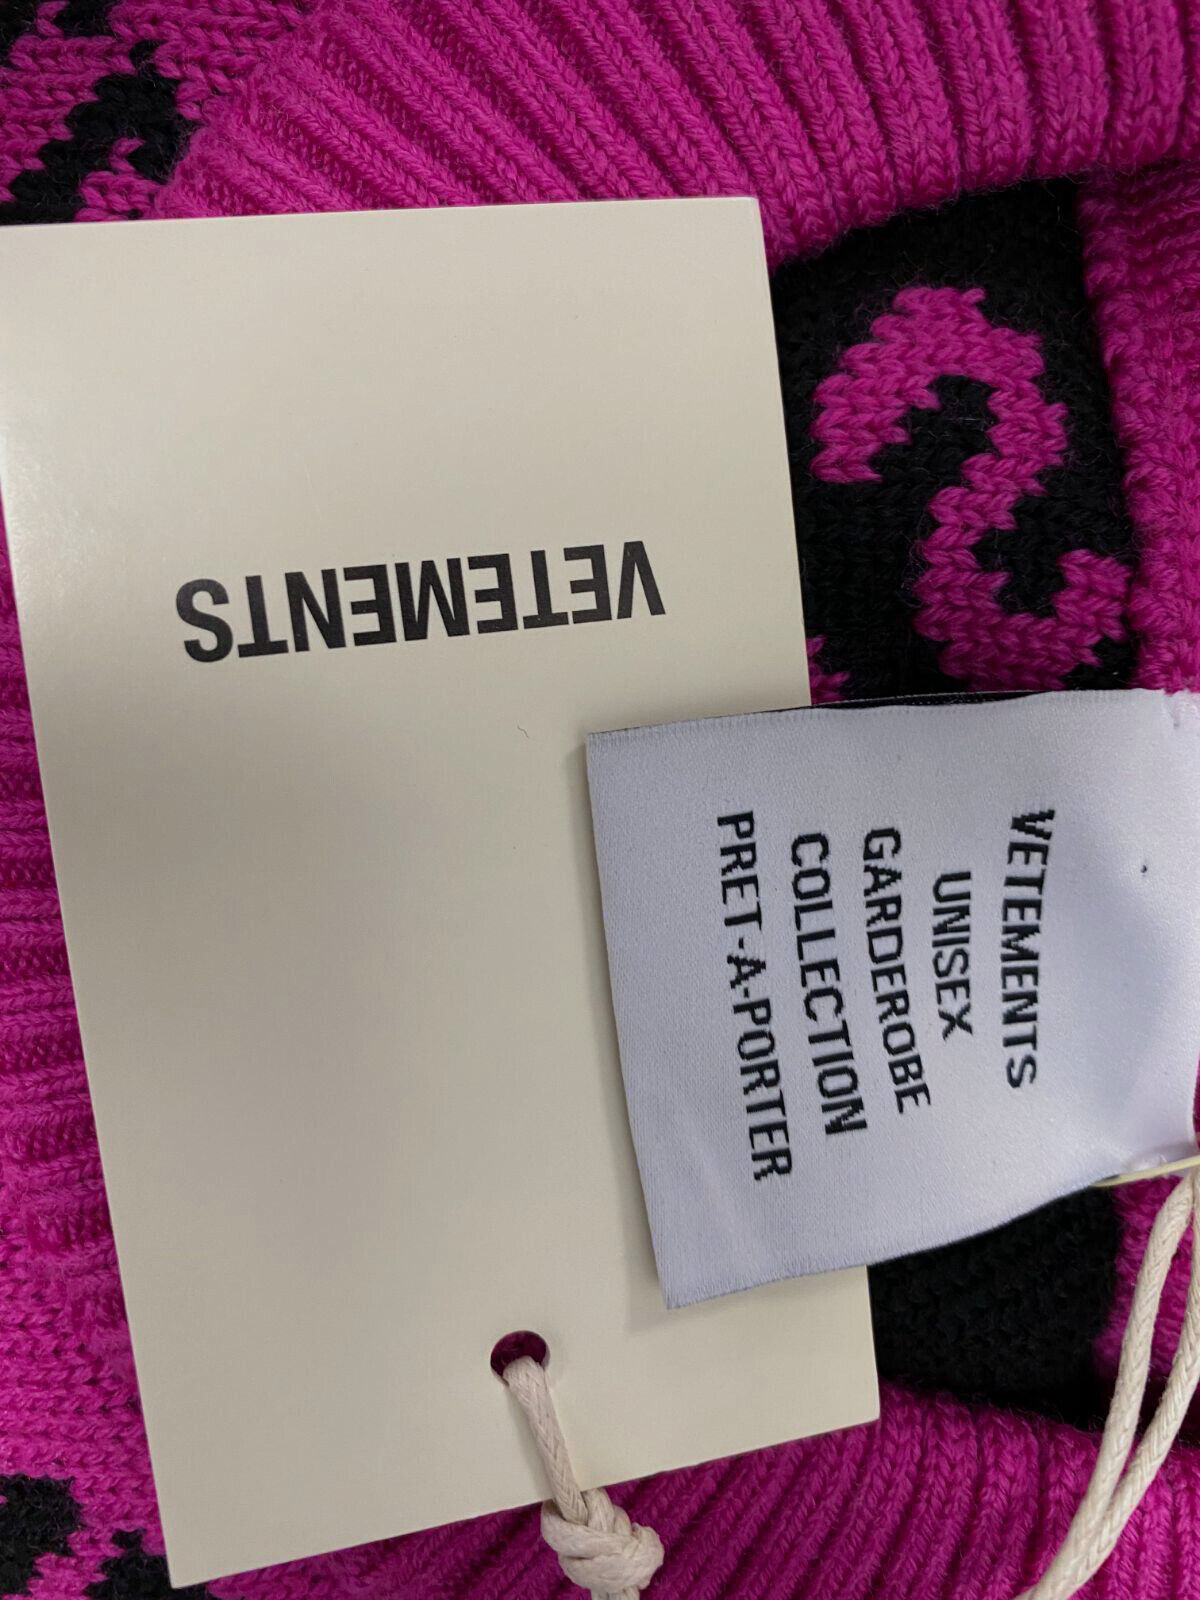 VETEMENTS
VETEMENTS
UNISEX
GARDEROBE
COLLECTION
PRET-A-PORTER